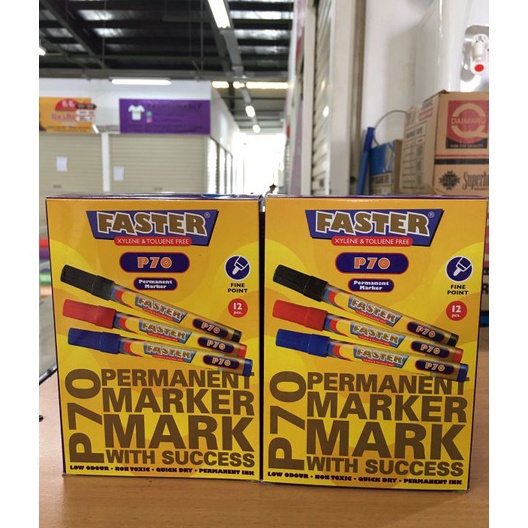 DAIMARU
Superb
FASTER®
XYLENE & TOLUENE FREE
P70
Permanent
Marker
FINE
POINT
12
pcs.
FASTER P70
FASTER P70
FASTER P70
P70
PERMANENT
MARKER
MARK
WITH SUCCESS
LOW ODOUR • NON TOXIC • QUICK DRY • PERMANENT INK
FASTER®
XYLENE & TOLUENE FREE
P70
Permanent
Marker
FINE
POINT
12
pcs.
FASTER P70
FASTER P70
FASTER P70
P70
PERMANENT
MARKER
MARK
WITH SUCCESS
LOW ODOUR • NON TOXIC • QUICK DRY • PERMANENT INK